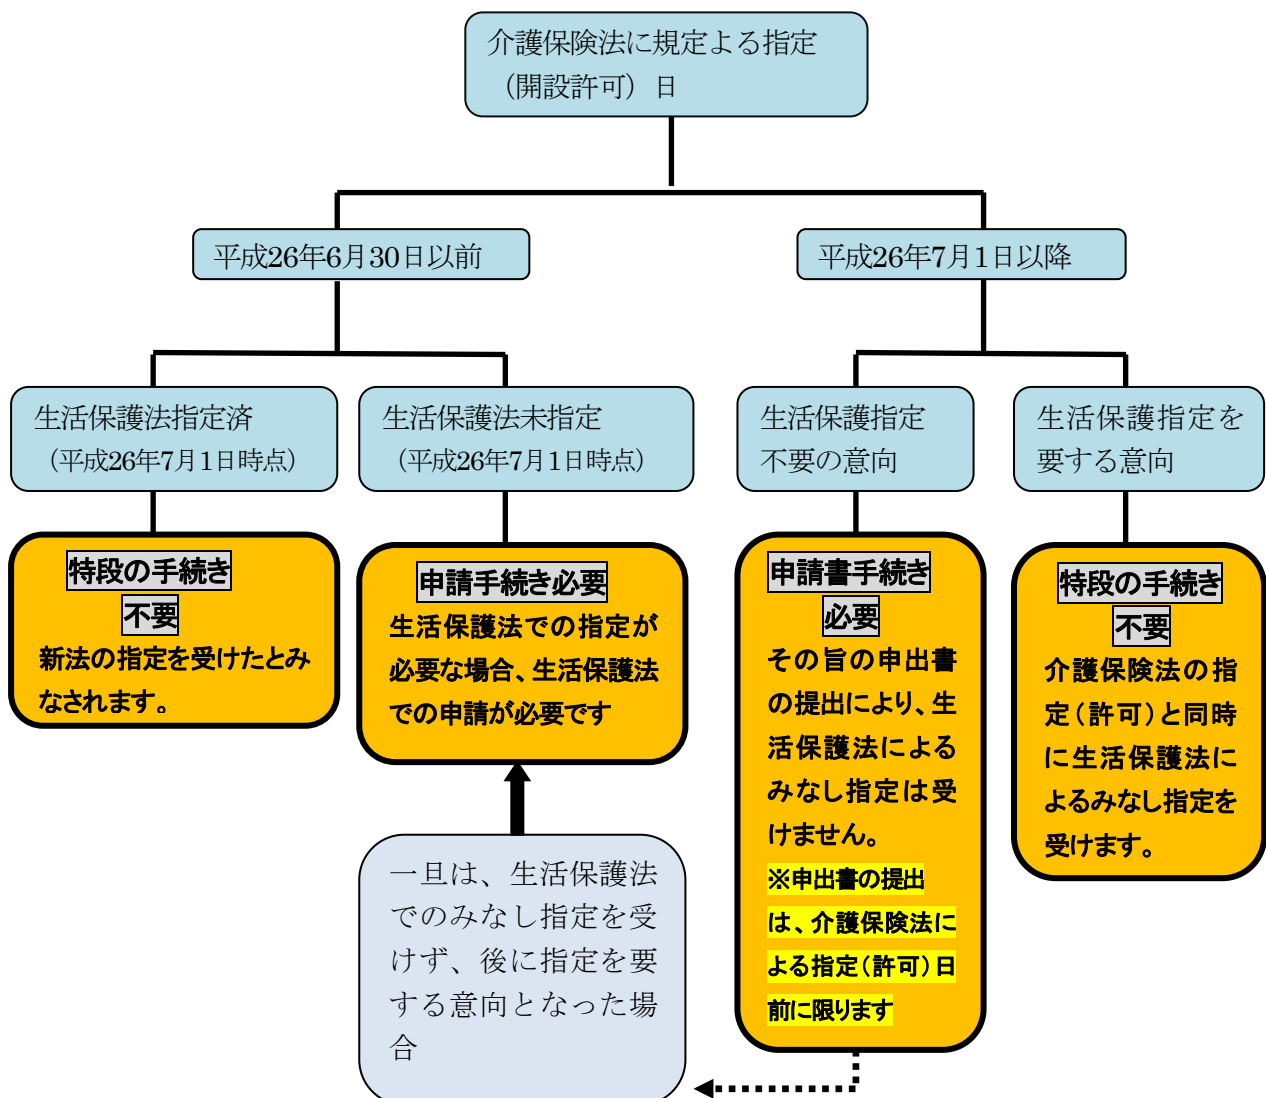 介護保険法に規定よる指定
（開設許可）日
平成26年6月30日以前
平成26年7月1日以降
生活保護法指定済
（平成26年7月1日時点）
生活保護法未指定
（平成26年7月1日時点）
生活保護指定
不要の意向
生活保護指定を
要する意向
特段の手続き
不要
新法の指定を受けたとみ
なされます。
申請手続き必要
生活保護法での指定が
必要な場合、生活保護法
での申請が必要です
申請書手続き
必要
その旨の申出書
の提出により、生
活保護法による
みなし指定は受
けません。
※申出書の提出
は、介護保険法に
よる指定（許可）日
前に限ります
特段の手続き
不要
介護保険法の指
定（許可）と同時
に生活保護法に
よるみなし指定を
受けます。
一旦は、生活保護法
でのみなし指定を受
けず、後に指定を要
する意向となった場
合